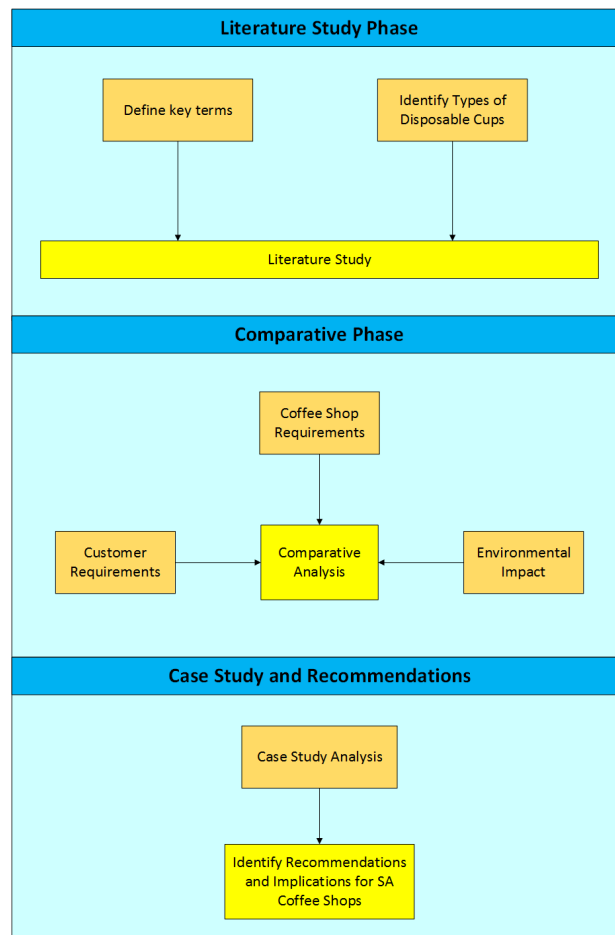 Literature Study Phase
Define key terms
Identify Types of
Disposable Cups
Literature Study
Comparative Phase
Coffee Shop
Requirements
Customer
Requirements
Comparative
Analysis
Environmental
Impact
Case Study and Recommendations
Case Study Analysis
Identify Recommendations
and Implications for SA
Coffee Shops